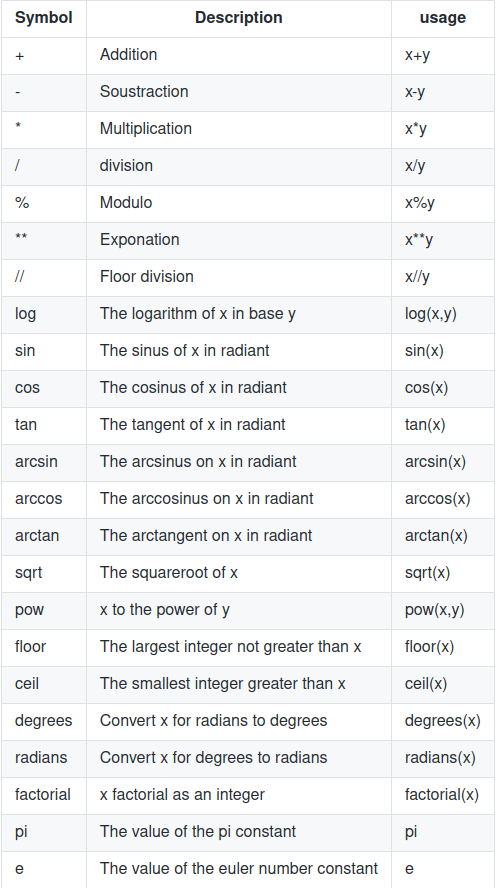 Symbol Description usage
+ Addition x+y
- Soustraction x-y
* Multiplication x*y
/ division x/y
% Modulo x%y
** Exponation x**y
// Floor division x//y
log The logarithm of x in base y log(x,y)
sin The sinus of x in radiant sin(x)
cos The cosinus of x in radiant cos(x)
tan The tangent of x in radiant tan(x)
arcsin The arcsinus on x in radiant arcsin(x)
arccos The arccosinus on x in radiant arccos(x)
arctan The arctangent on x in radiant arctan(x)
sqrt The squareroot of x sqrt(x)
pow x to the power of y pow(x,y)
floor The largest integer not greater than x floor(x)
ceil The smallest integer greater than x ceil(x)
degrees Convert x for radians to degrees degrees(x)
radians Convert x for degrees to radians radians(x)
factorial x factorial as an integer factorial(x)
pi The value of the pi constant pi
e The value of the euler number constant e